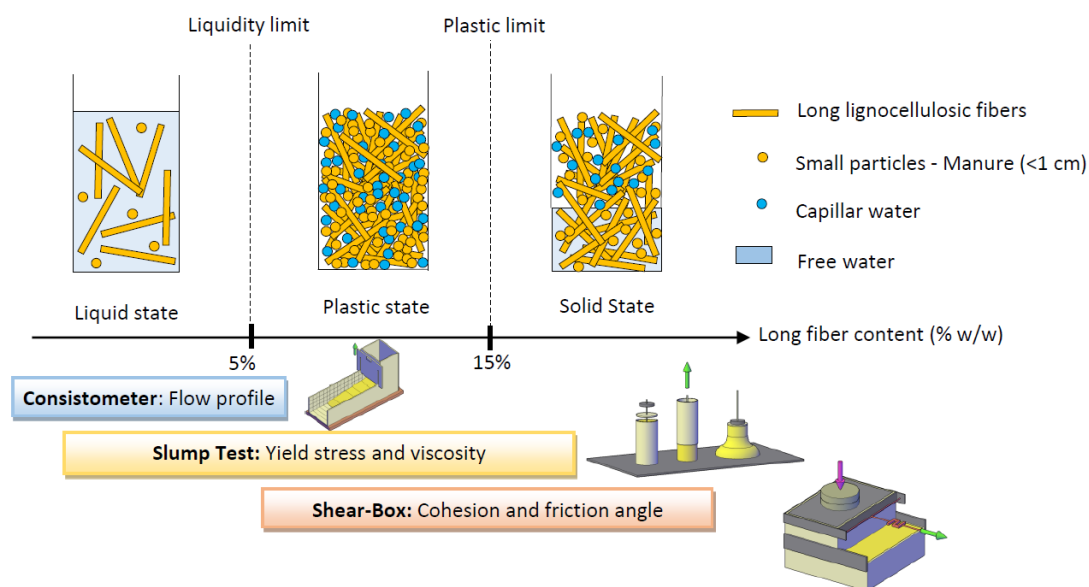 Liquidity limit
Plastic limit
Long lignocellulosic fibers
Small particles - Manure (<1 cm)
Capillar water
Free water
Liquid state
Plastic state
Solid State
Long fiber content (% w/w)
5%
15%
Consistometer: Flow profile
Slump Test: Yield stress and viscosity
Shear-Box: Cohesion and friction angle